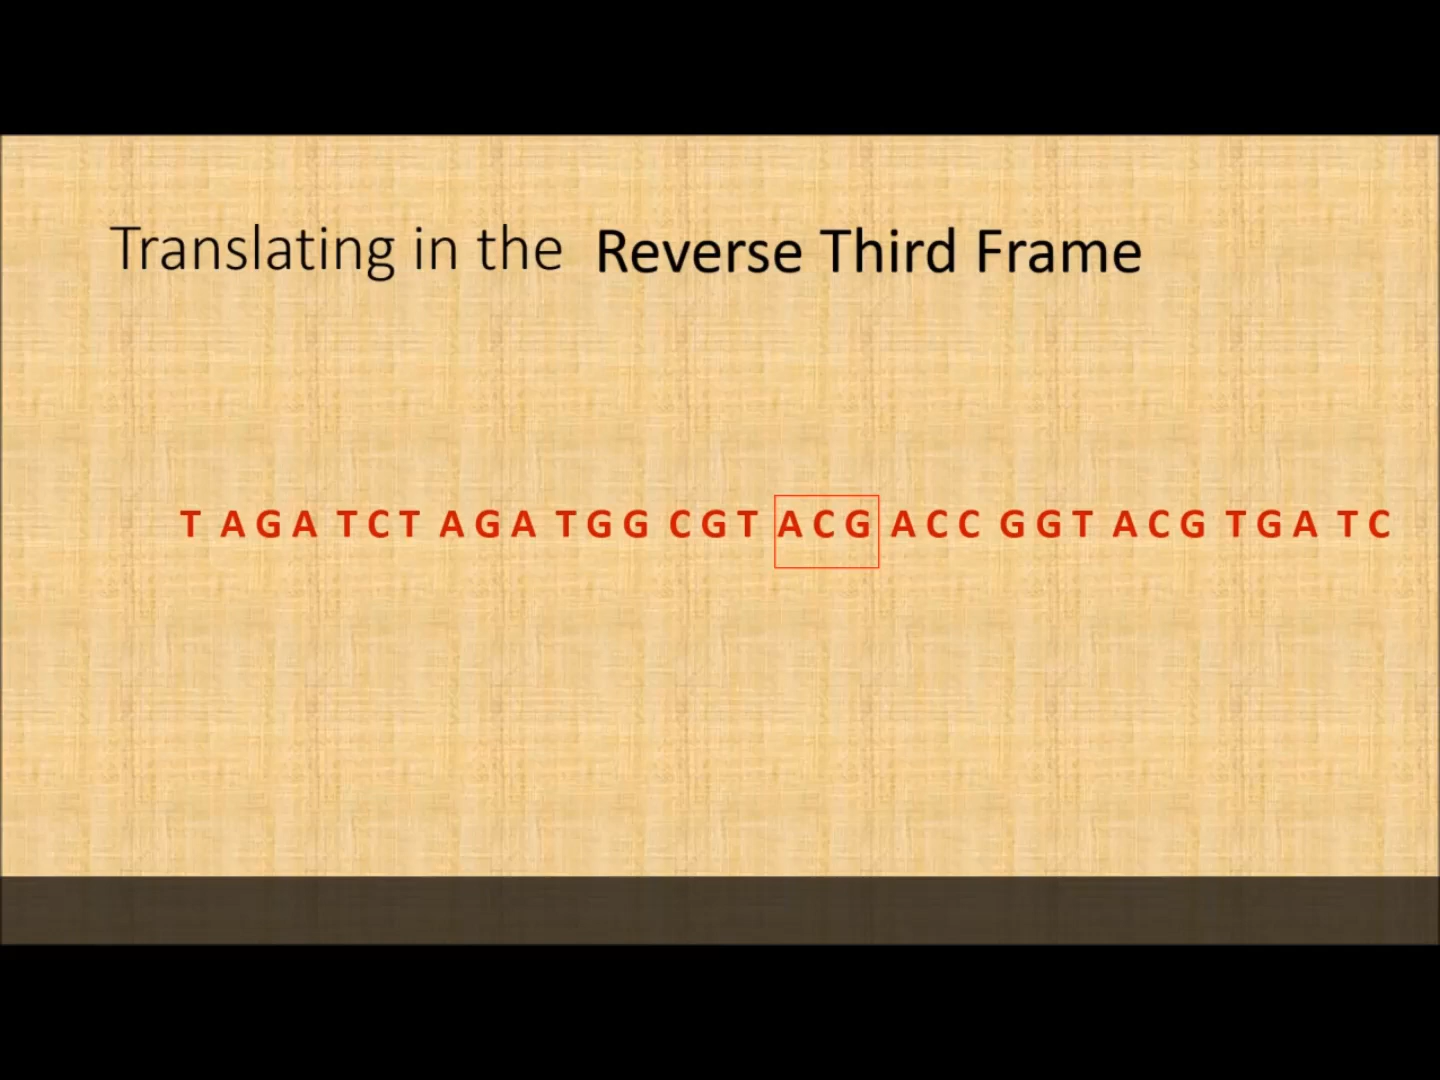 Translating in the Reverse Third Frame
T AGA TCT AGA TGG CGT ACG ACC GGT ACG TGA TC